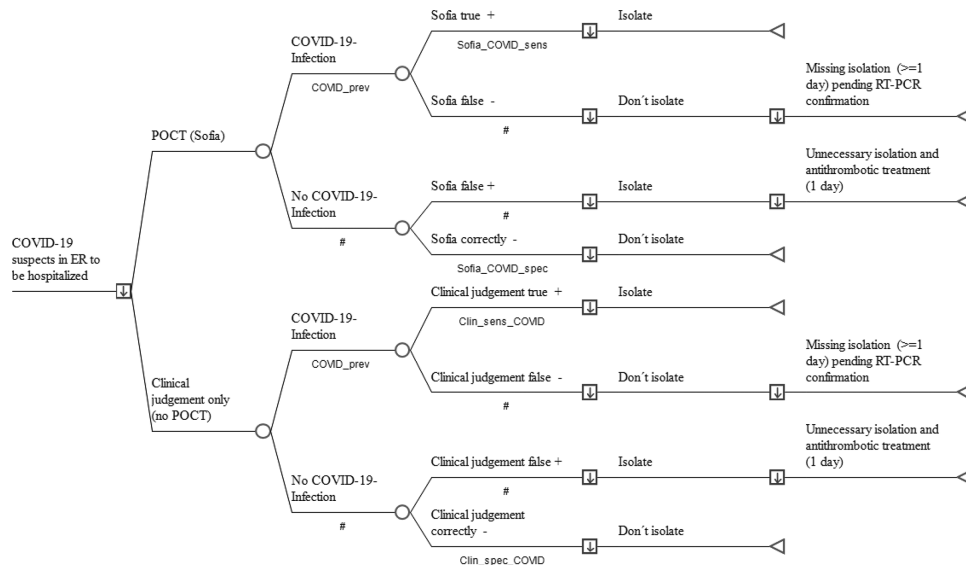 Sofia true +
Isolate
Sofia_COVID_sens
COVID-19-
Infection
COVID_prev
Missing isolation (>=1
day) pending RT-PCR
confirmation
Sofia false -
Don´t isolate
#
POCT (Sofia)
Unnecessary isolation and
antithrombotic treatment
(1 day)
No COVID-19-
Infection
#
Sofia false +
Isolate
#
Sofia correctly -
Don´t isolate
Sofia_COVID_spec
COVID-19
suspects in ER to
be hospitalized
Clinical judgement true +
Isolate
Clin_sens_COVID
COVID-19-
Infection
COVID_prev
Missing isolation (>=1
day) pending RT-PCR
confirmation
Clinical judgement false -
Don´t isolate
#
Clinical
judgement only
(no POCT)
Unnecessary isolation and
antithrombotic treatment
(1 day)
Clinical judgement false +
Isolate
#
No COVID-19-
Infection
#
Clinical judgement
correctly -
Don´t isolate
Clin_spec_COVID